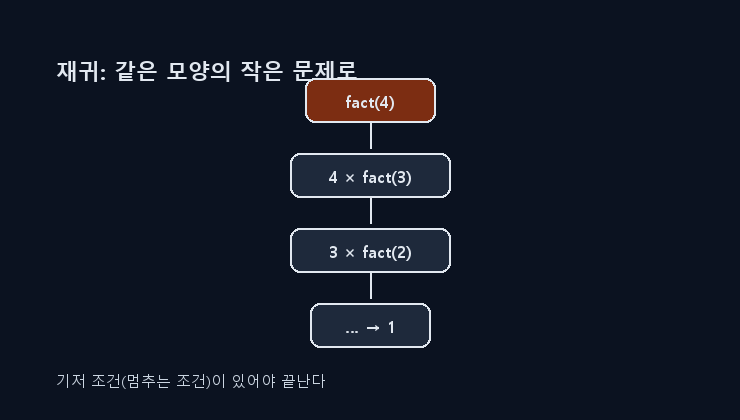 재귀: 같은 모양의 작은 문제로
fact(4)
4 × fact(3)
3 × fact(2)
... → 1
기저 조건(멈추는 조건)이 있어야 끝난다